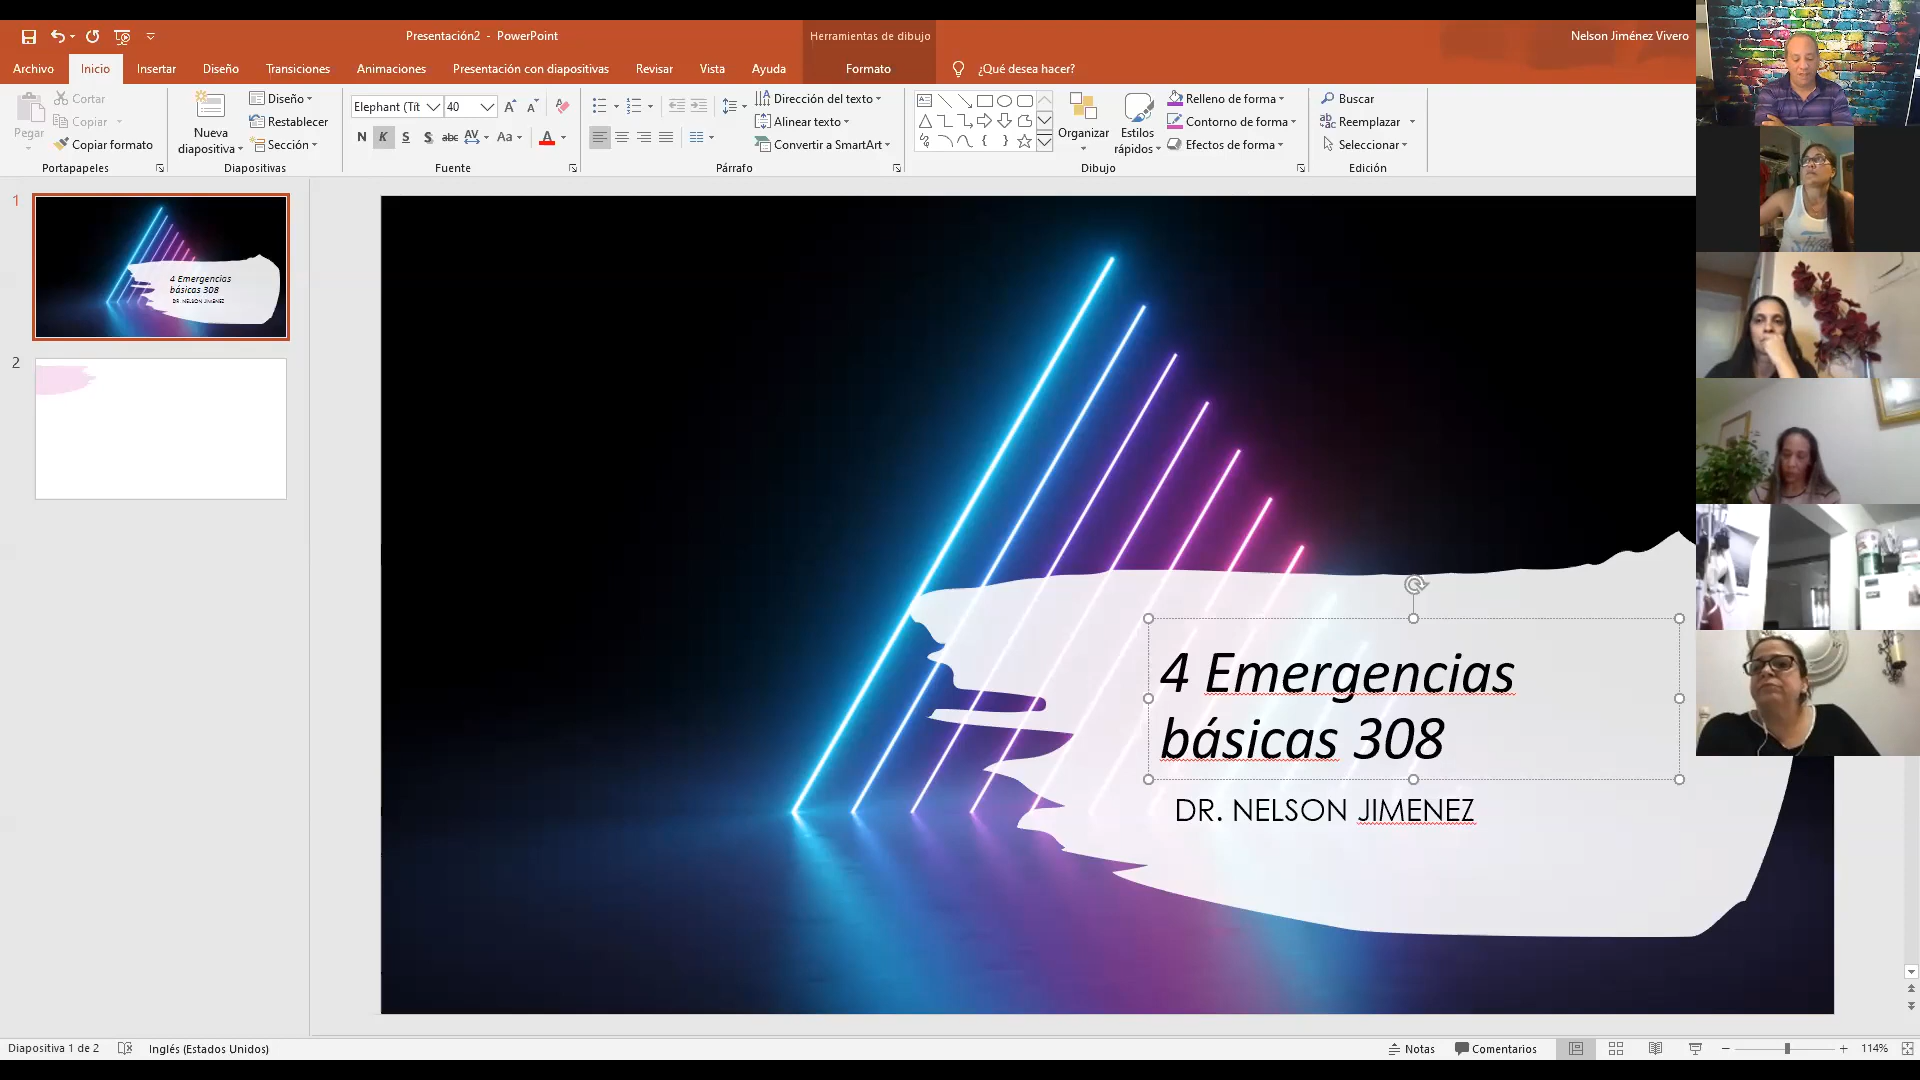 Presentación2 - PowerPoint
Herramientas de dibujo
Nelson Jiménez Vivero
Archivo
Inicio
Insertar
Diseño
Transiciones
Animaciones
Presentación con diapositivas
Revisar
Vista
Ayuda
Formato
¿Qué desea hacer?
Pegar
Cortar
Copiar
Copiar formato
Portapapeles
Nueva
diapositiva
Diseño
Restablecer
Sección
Diapositivas
Elephant (Tít
40
N K S S abc AV Aa A
Fuente
Dirección del texto
Alinear texto
Convertir a SmartArt
Párrafo
Organizar
Estilos
rápidos
Relleno de forma
Contorno de forma
Efectos de forma
Dibujo
Buscar
Reemplazar
Seleccionar
Edición
1
4 Emergencias
básicas 308
DR. NELSON JIMENEZ
2
4 Emergencias
básicas 308
DR. NELSON JIMENEZ
Diapositiva 1 de 2
Inglés (Estados Unidos)
Notas
Comentarios
114%